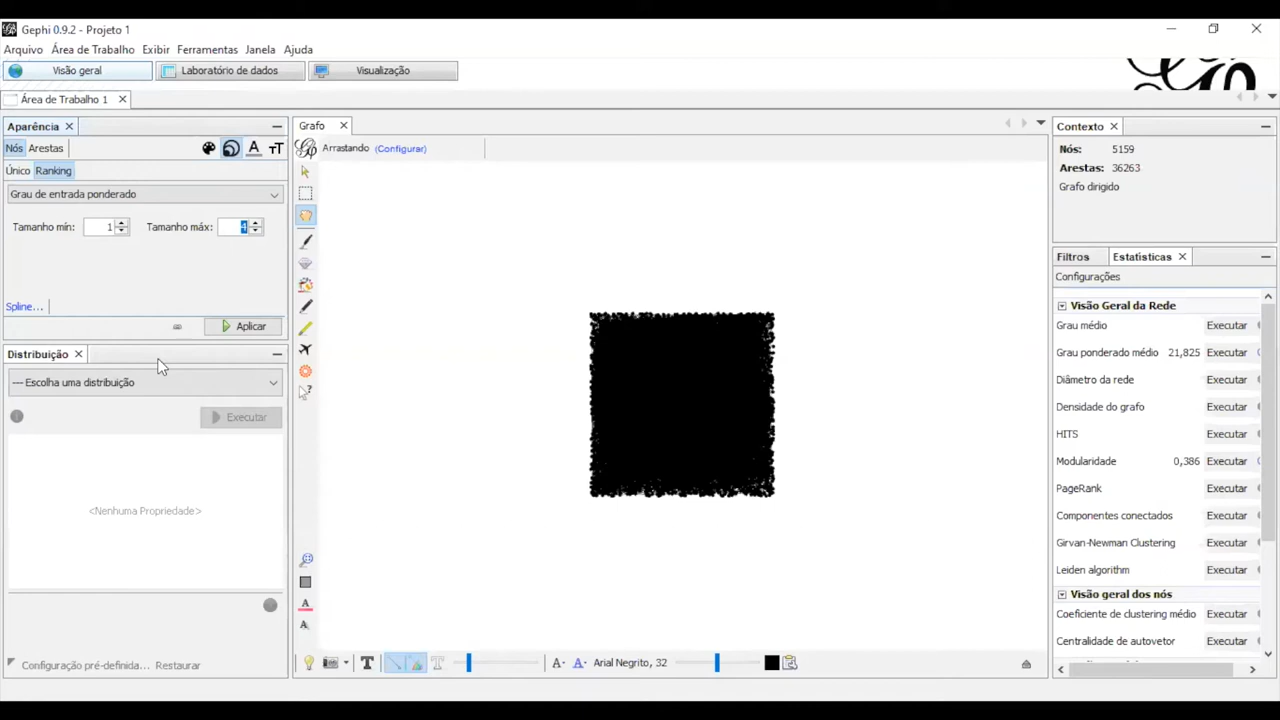 Gephi 0.9.2 - Projeto 1
Arquivo Área de Trabalho Exibir Ferramentas Janela Ajuda
Visão geral Laboratório de dados Visualização
Área de Trabalho 1
Aparência
Nós Arestas
Único Ranking
Grau de entrada ponderado
Tamanho mín: 1 Tamanho máx: 4
Spline...
Aplicar
Distribuição
--- Escolha uma distribuição
Executar
<Nenhuma Propriedade>
Configuração pré-definida... Restaurar
Grafo
Arrastando (Configurar)
Arial Negrito, 32
Contexto
Nós: 5159
Arestas: 36263
Grafo dirigido
Filtros Estatísticas
Configurações
Visão Geral da Rede
Grau médio Executar
Grau ponderado médio 21,825 Executar
Diâmetro da rede Executar
Densidade do grafo Executar
HITS Executar
Modularidade 0,386 Executar
PageRank Executar
Componentes conectados Executar
Girvan-Newman Clustering Executar
Leiden algorithm Executar
Visão geral dos nós
Coeficiente de clustering médio Executar
Centralidade de autovetor Executar